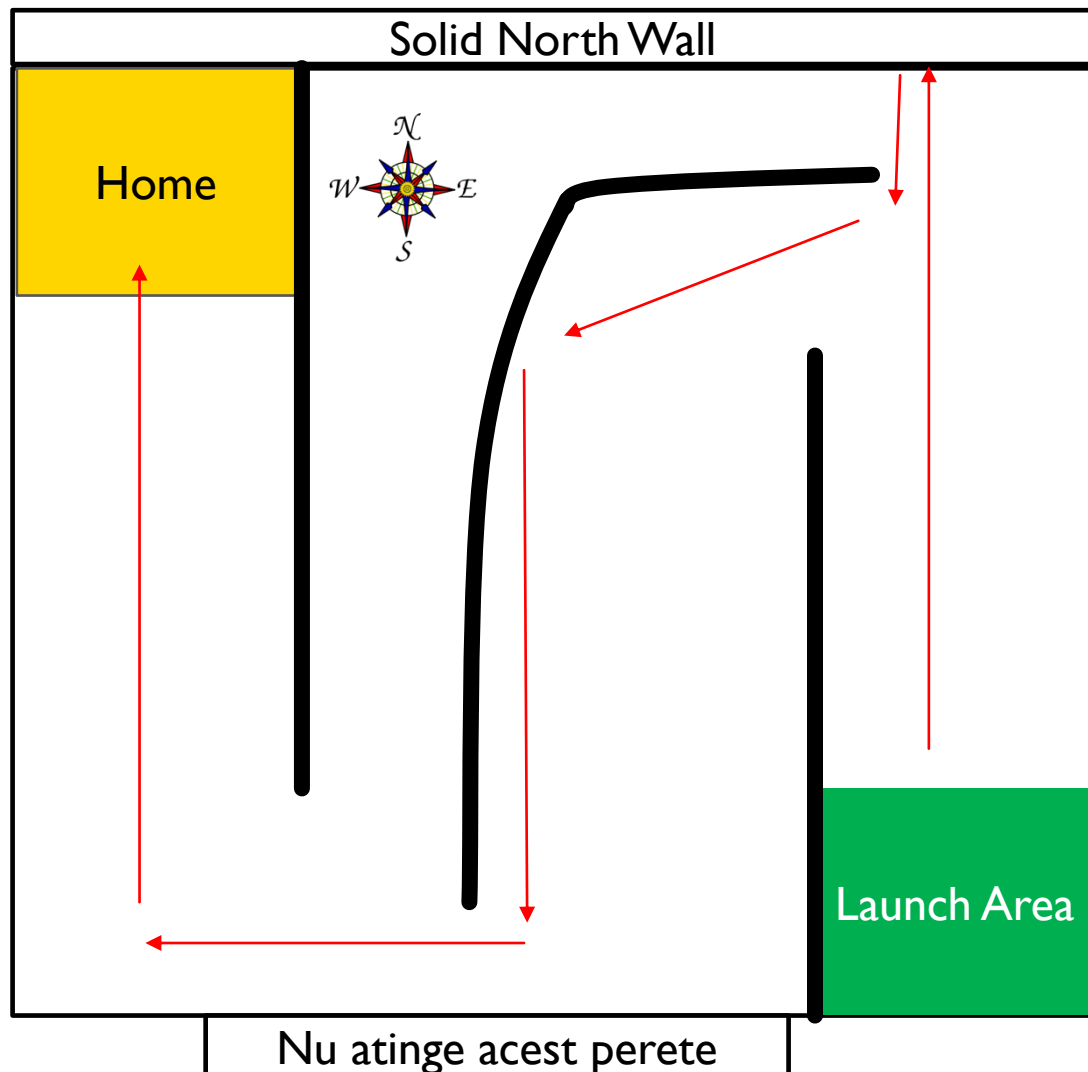 Solid North Wall
Home
N
W E
S
Launch Area
Nu atinge acest perete